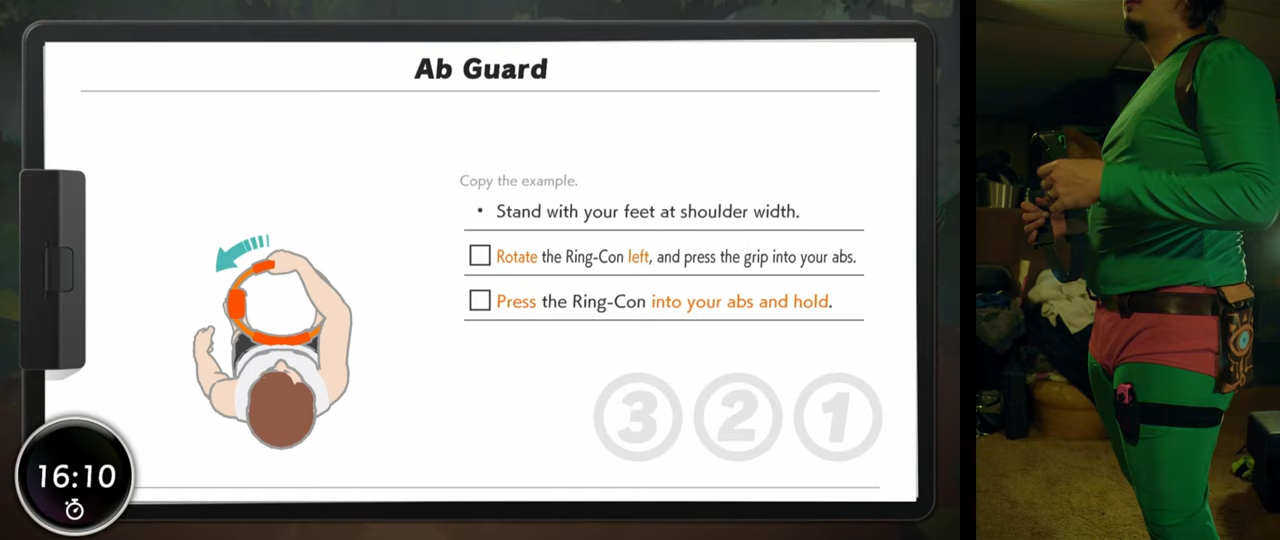 Ab Guard
Copy the example.
• Stand with your feet at shoulder width.
Rotate the Ring-Con left, and press the grip into your abs.
Press the Ring-Con into your abs and hold.
3 2 1
16:10